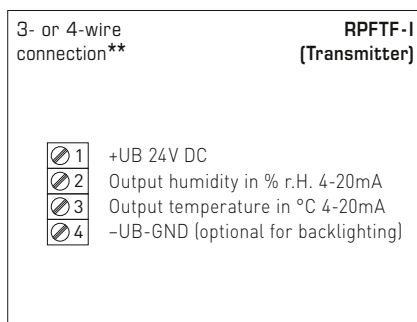 3- or 4-wire
connection**
RPFTF-I
(Transmitter)
1 +UB 24V DC
2 Output humidity in % r.H. 4-20mA
3 Output temperature in °C 4-20mA
4 –UB-GND (optional for backlighting)